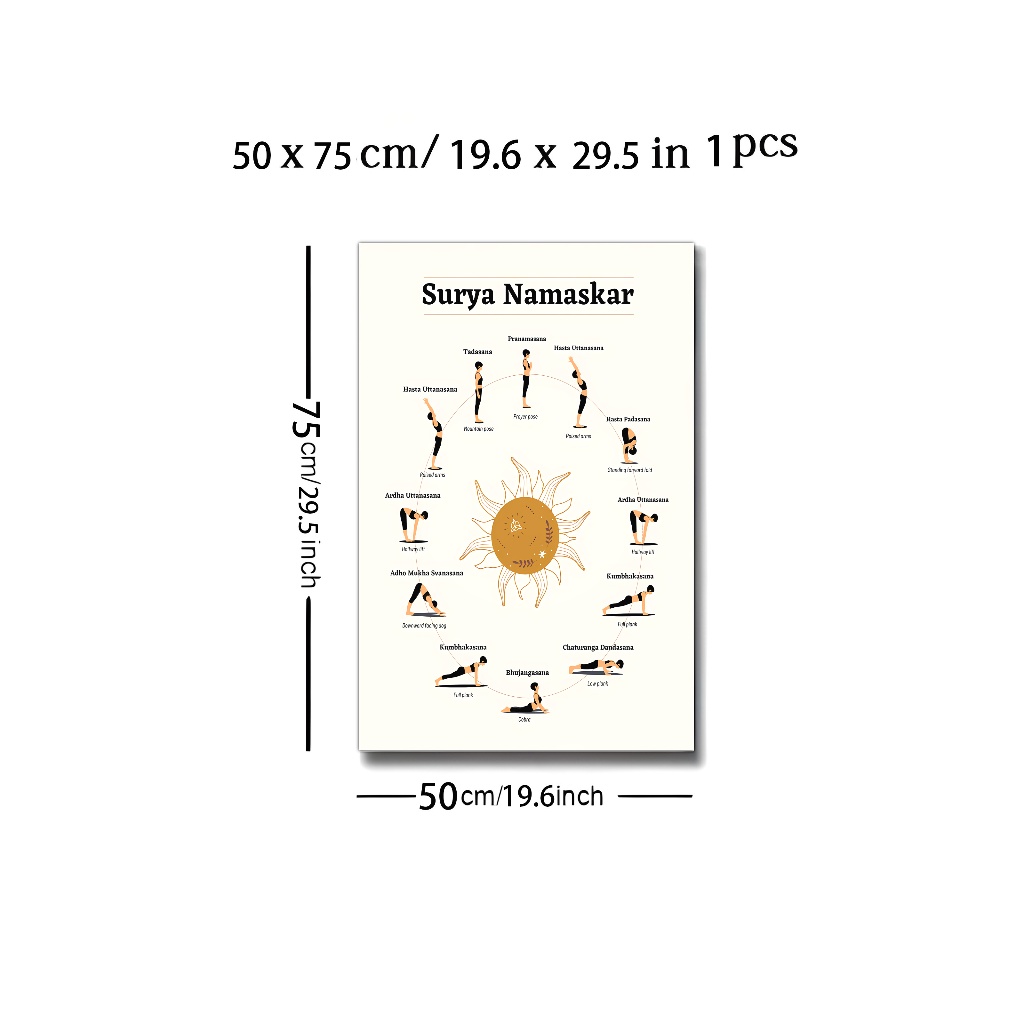 50 x 75 cm/ 19.6 x 29.5 in 1 pcs
Surya Namaskar
Pranamasana
Prayer pose
Hasta Uttanasana
Raised arms
Hasta Padasana
Standing forward fold
Ardha Uttanasana
Halfway lift
Kumbhakasana
Full plank
Chaturanga Dandasana
Low plank
Bhujangasana
Cobra
Kumbhakasana
Full plank
Adho Mukha Svanasana
Downward facing dog
Ardha Uttanasana
Halfway lift
Hasta Uttanasana
Raised arms
Tadasana
Mountain pose
75cm/29.5inch
50cm/19.6inch